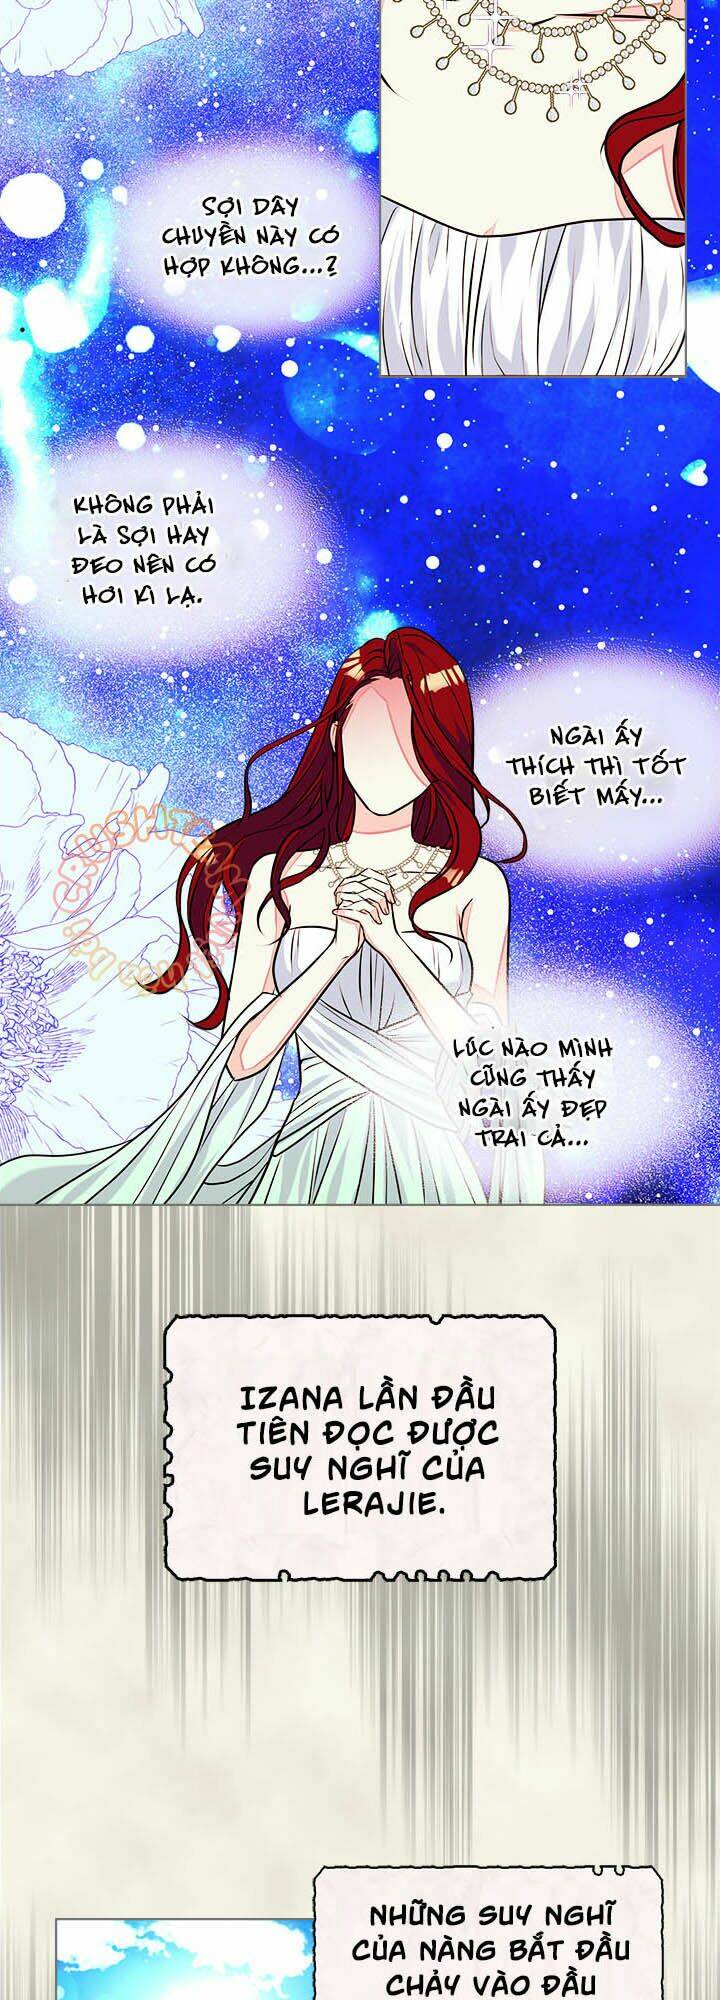 SỢI DÂY
CHUYỀN NÀY CÓ
HỢP KHÔNG...?
KHÔNG PHẢI
LÀ SỢI HAY
ĐEO NÊN CÓ
HƠI KÌ LẠ.
NGÀI ẤY
THÍCH THÌ TỐT
BIẾT MẤY...
LÚC NÀO MÌNH
CŨNG THẤY
NGÀI ẤY ĐẸP
TRAI CẢ...
IZANA LẦN ĐẦU
TIÊN ĐỌC ĐƯỢC
SUY NGHĨ CỦA
LERAJIE.
NHỮNG SUY NGHĨ
CỦA NÀNG BẮT ĐẦU
CHẢY VÀO ĐẦU